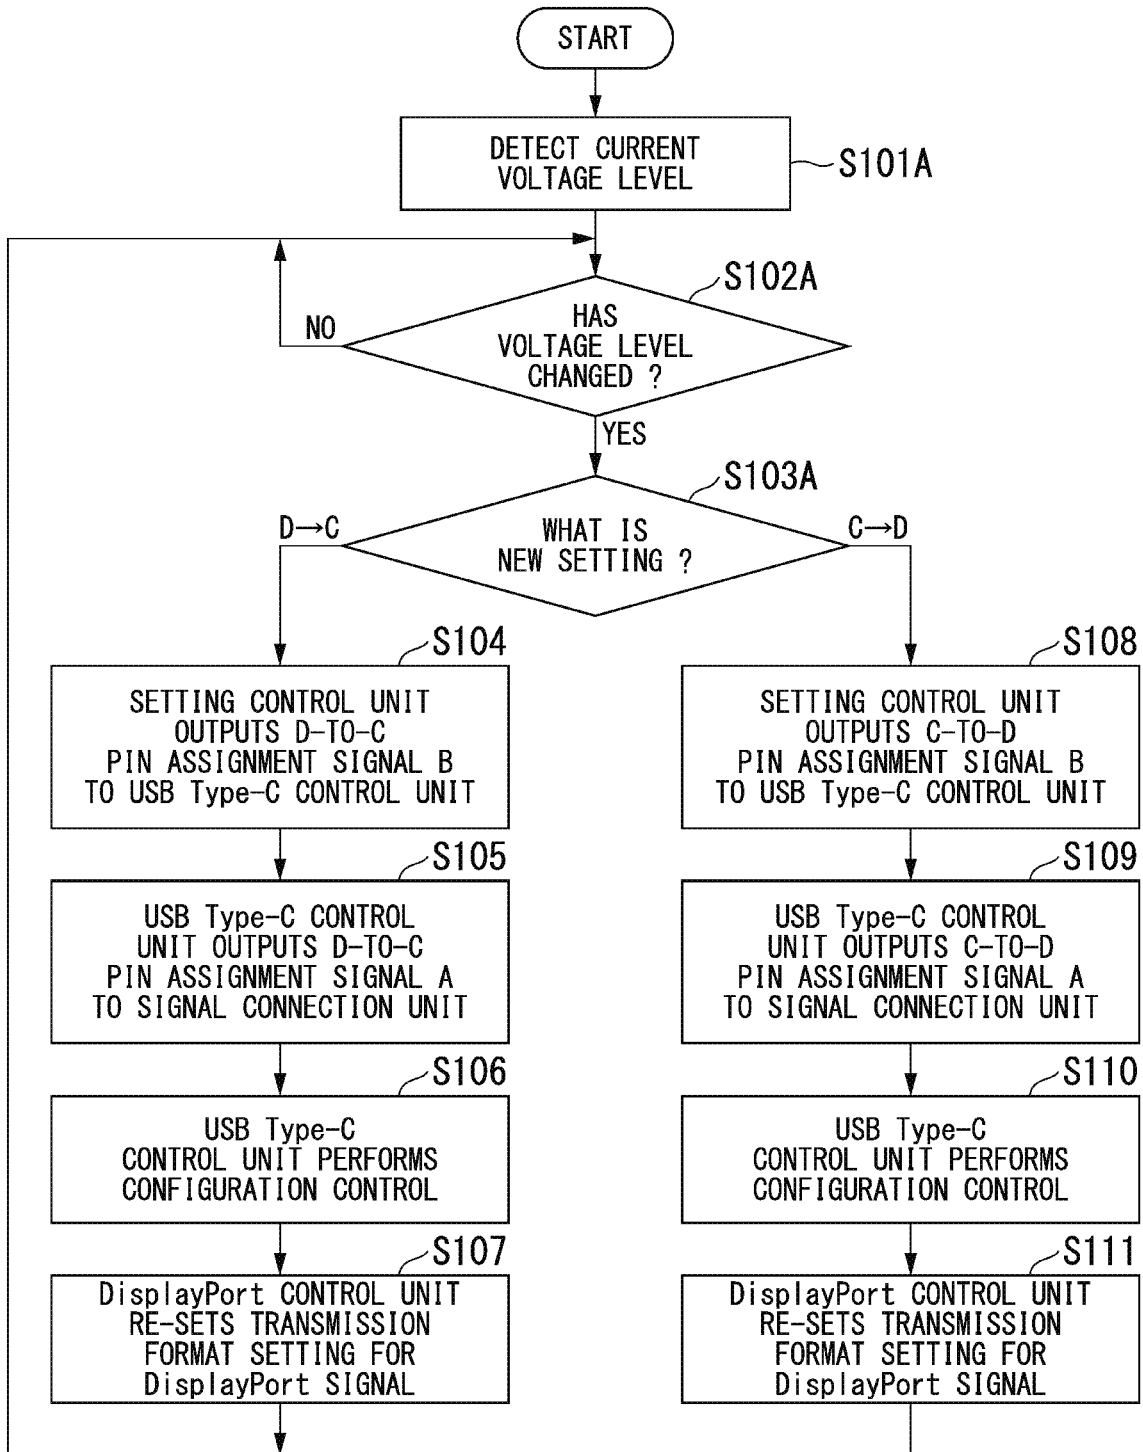 START
DETECT CURRENT
VOLTAGE LEVEL
S101A
S102A
HAS
VOLTAGE LEVEL
CHANGED ?
NO
YES
S103A
WHAT IS
NEW SETTING ?
D→C
C→D
S104
SETTING CONTROL UNIT
OUTPUTS D-TO-C
PIN ASSIGNMENT SIGNAL B
TO USB Type-C CONTROL UNIT
S105
USB Type-C CONTROL
UNIT OUTPUTS D-TO-C
PIN ASSIGNMENT SIGNAL A
TO SIGNAL CONNECTION UNIT
S106
USB Type-C
CONTROL UNIT PERFORMS
CONFIGURATION CONTROL
S107
DisplayPort CONTROL UNIT
RE-SETS TRANSMISSION
FORMAT SETTING FOR
DisplayPort SIGNAL
S108
SETTING CONTROL UNIT
OUTPUTS C-TO-D
PIN ASSIGNMENT SIGNAL B
TO USB Type-C CONTROL UNIT
S109
USB Type-C CONTROL
UNIT OUTPUTS C-TO-D
PIN ASSIGNMENT SIGNAL A
TO SIGNAL CONNECTION UNIT
S110
USB Type-C
CONTROL UNIT PERFORMS
CONFIGURATION CONTROL
S111
DisplayPort CONTROL UNIT
RE-SETS TRANSMISSION
FORMAT SETTING FOR
DisplayPort SIGNAL